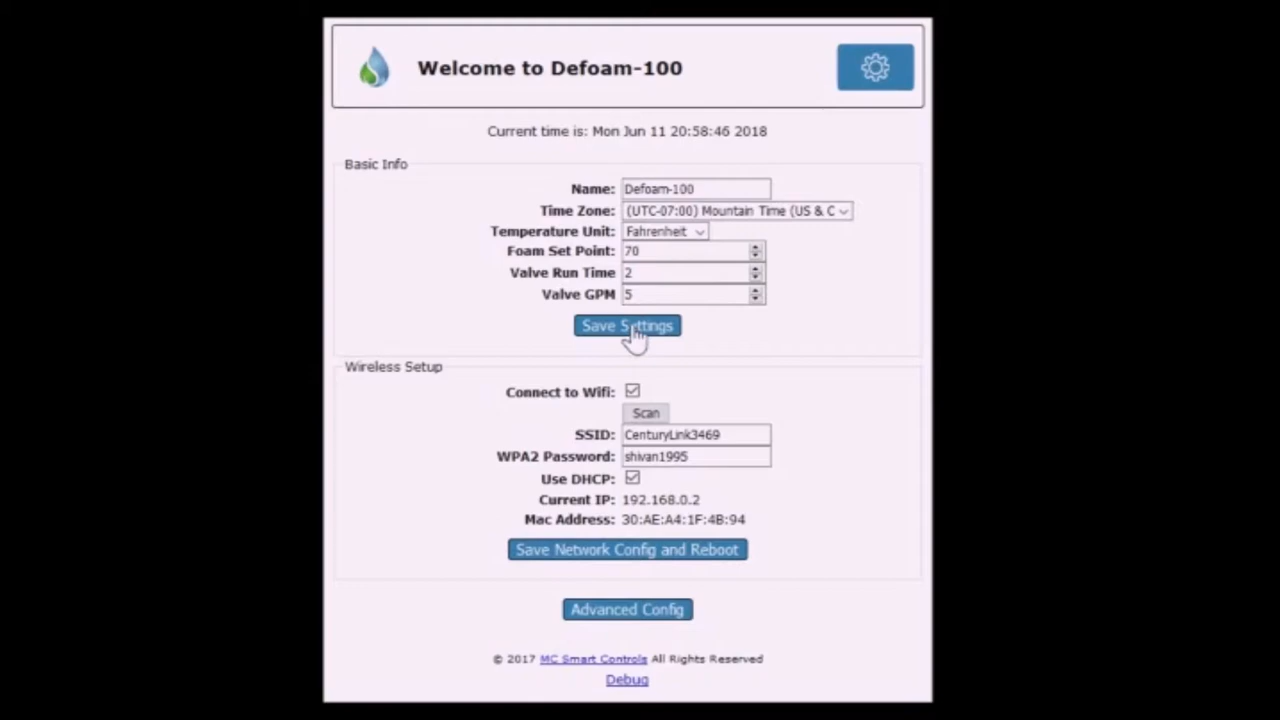 Welcome to Defoam-100
Current time is: Mon Jun 11 20:58:46 2018
Basic Info
Name: Defoam-100
Time Zone: (UTC-07:00) Mountain Time (US & C
Temperature Unit: Fahrenheit
Foam Set Point: 70
Valve Run Time 2
Valve GPM 5
Save Settings
Wireless Setup
Connect to Wifi:
Scan
SSID: CenturyLink3469
WPA2 Password: shivan1995
Use DHCP:
Current IP: 192.168.0.2
Mac Address: 30:AE:A4:1F:4B:94
Save Network Config and Reboot
Advanced Config
© 2017 MC Smart Controls All Rights Reserved
Debug